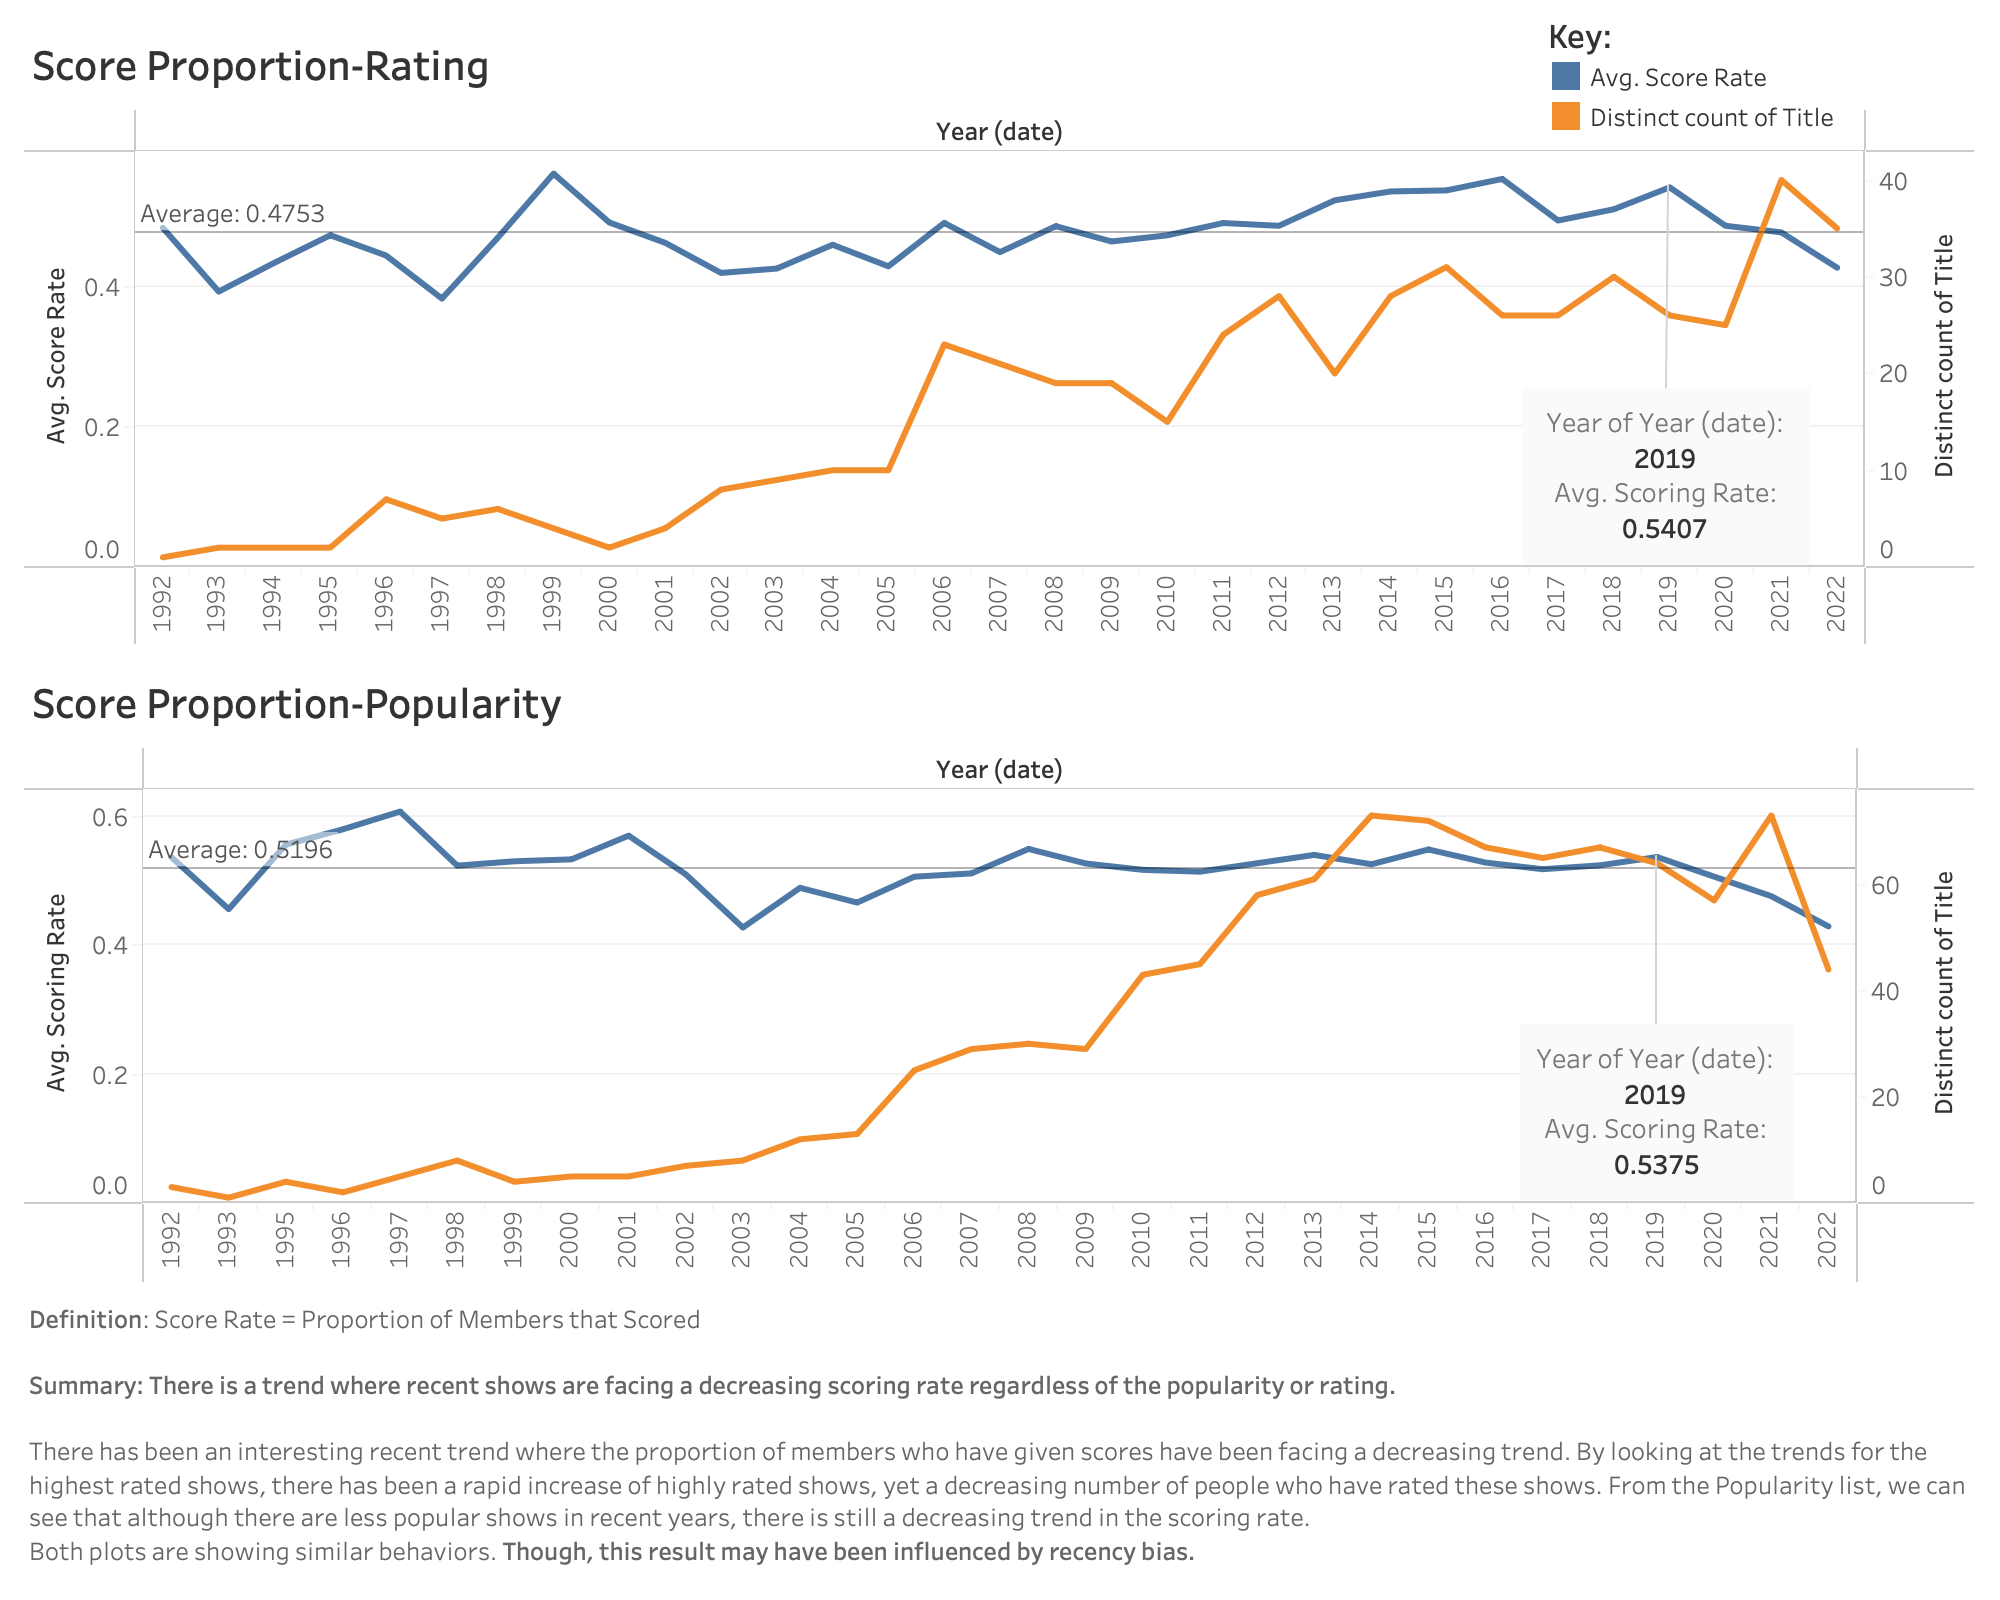 Key:
Score Proportion-Rating
Avg. Score Rate
Distinct count of Title
Year (date)
Average: 0.4753
Avg. Score Rate
0.4
0.2
0.0
Distinct count of Title
40
30
20
10
0
Year of Year (date):
2019
Avg. Scoring Rate:
0.5407
1992 1993 1994 1995 1996 1997 1998 1999 2000 2001 2002 2003 2004 2005 2006 2007 2008 2009 2010 2011 2012 2013 2014 2015 2016 2017 2018 2019 2020 2021 2022
Score Proportion-Popularity
Year (date)
Average: 0.5196
Avg. Scoring Rate
0.6
0.4
0.2
0.0
Distinct count of Title
60
40
20
0
Year of Year (date):
2019
Avg. Scoring Rate:
0.5375
1992 1993 1995 1996 1997 1998 1999 2000 2001 2002 2003 2004 2005 2006 2007 2008 2009 2010 2011 2012 2013 2014 2015 2016 2017 2018 2019 2020 2021 2022
Definition: Score Rate = Proportion of Members that Scored
Summary: There is a trend where recent shows are facing a decreasing scoring rate regardless of the popularity or rating.
There has been an interesting recent trend where the proportion of members who have given scores have been facing a decreasing trend. By looking at the trends for the
highest rated shows, there has been a rapid increase of highly rated shows, yet a decreasing number of people who have rated these shows. From the Popularity list, we can
see that although there are less popular shows in recent years, there is still a decreasing trend in the scoring rate.
Both plots are showing similar behaviors. Though, this result may have been influenced by recency bias.